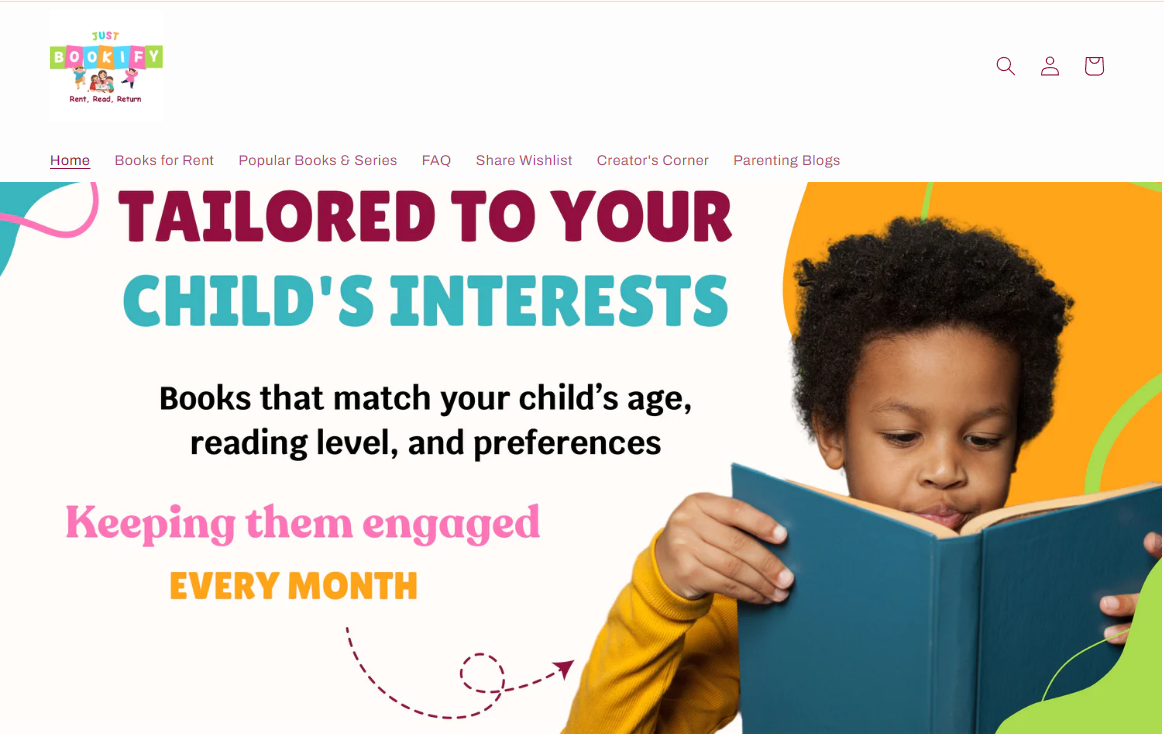 JUST
BOOKIFY
Rent, Read, Return
Home Books for Rent Popular Books & Series FAQ Share Wishlist Creator's Corner Parenting Blogs
TAILORED TO YOUR
CHILD'S INTERESTS
Books that match your child’s age,
reading level, and preferences
Keeping them engaged
EVERY MONTH